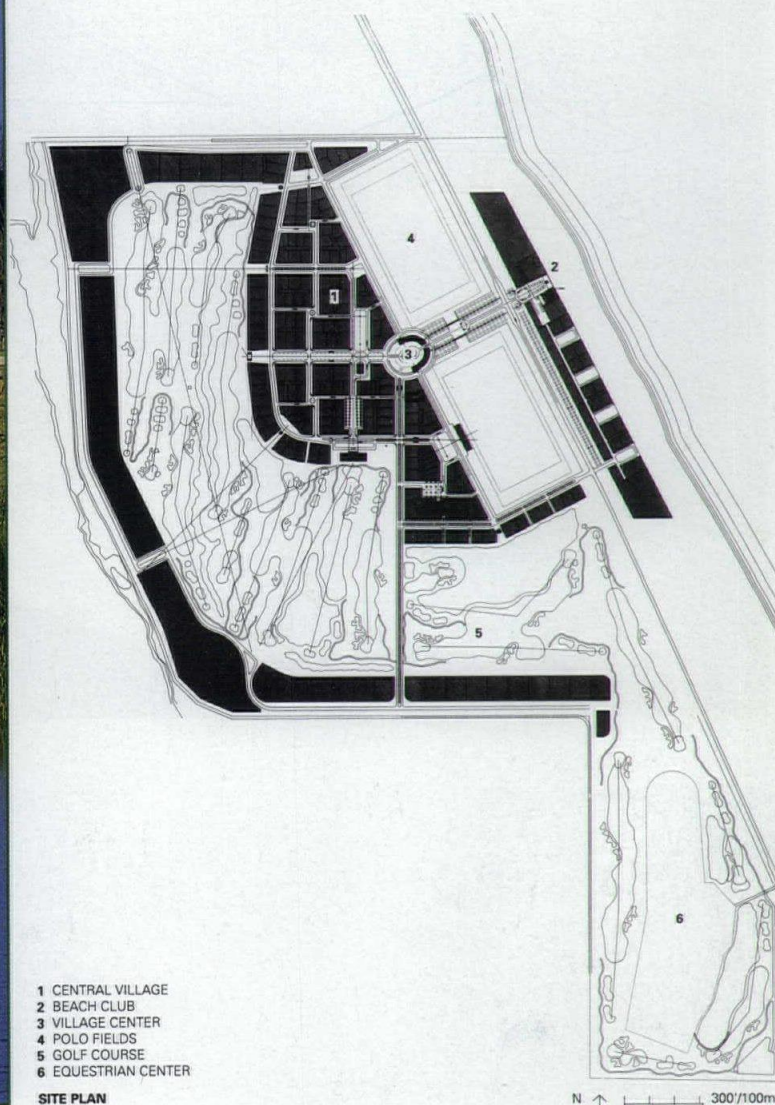 4
2
1
3
5
6
1 CENTRAL VILLAGE
2 BEACH CLUB
3 VILLAGE CENTER
4 POLO FIELDS
5 GOLF COURSE
6 EQUESTRIAN CENTER
SITE PLAN
N 300'/100m